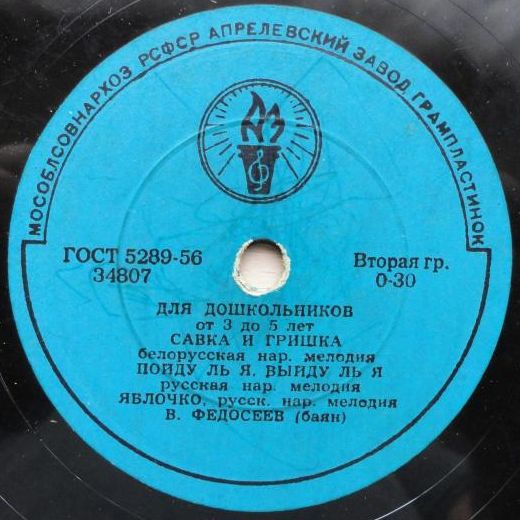 МОСОБЛСОВНАРХОЗ РСФСР АПРЕЛЕВСКИЙ ЗАВОД ГРАМПЛАСТИНОК
ГОСТ 5289-56
34807
Вторая гр.
0-30
ДЛЯ ДОШКОЛЬНИКОВ
от 3 до 5 лет
САВКА И ГРИШКА
белорусская нар. мелодия
ПОЙДУ ЛЬ Я, ВЫЙДУ ЛЬ Я
русская нар. мелодия
ЯБЛОЧКО, русск. нар. мелодия
В. ФЕДОСЕЕВ (баян)